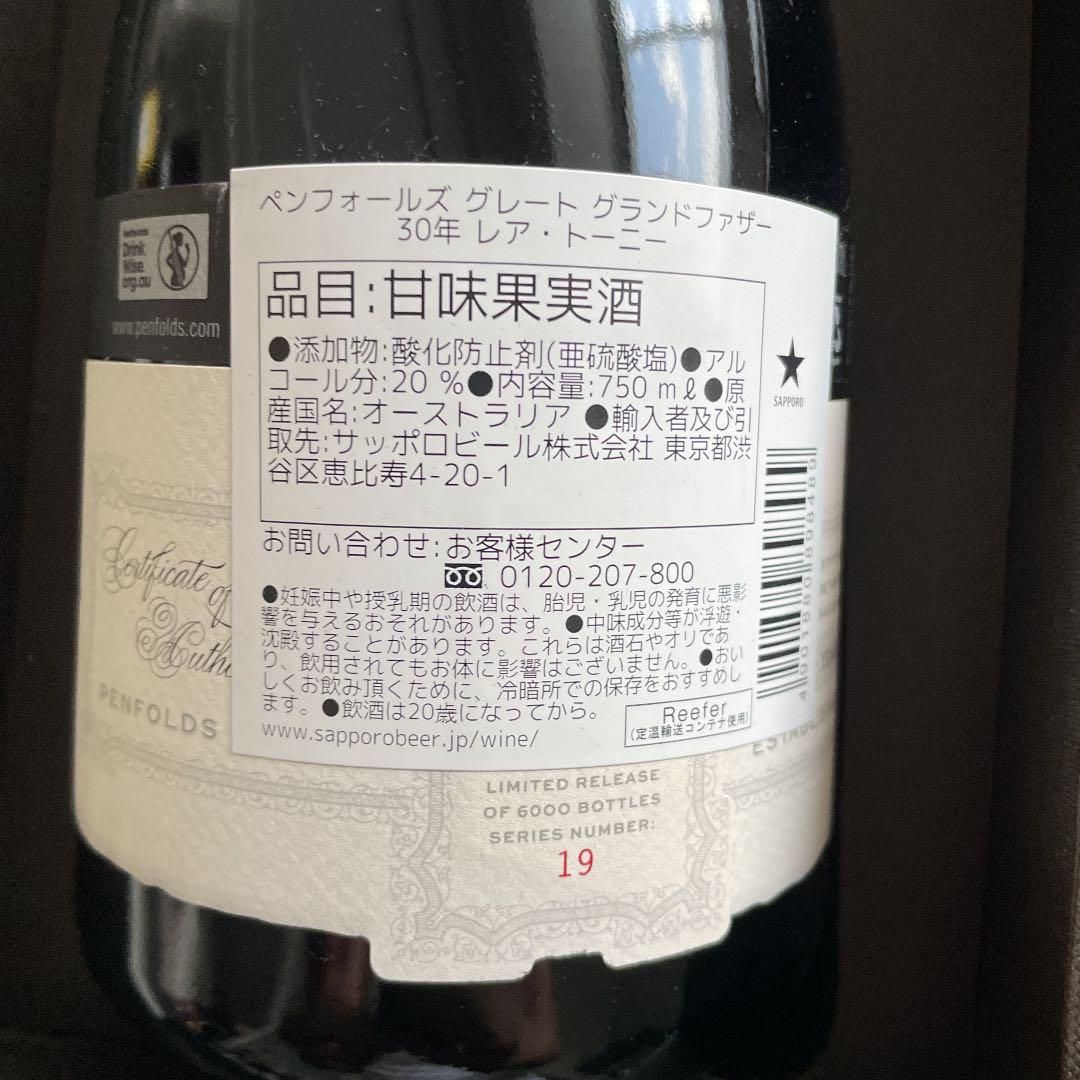 ペンフォールズ グレート グランドファザー
30年 レア・トーニー
品目:甘味果実酒
●添加物:酸化防止剤(亜硫酸塩)●アル
コール分:20 %●内容量:750 mℓ ●原
産国名:オーストラリア ●輸入者及び引
取先:サッポロビール株式会社 東京都渋
谷区恵比寿4-20-1
お問い合わせ:お客様センター
0120-207-800
●妊娠中や授乳期の飲酒は、胎児・乳児の発育に悪影
響を与えるおそれがあります。●中味成分等が浮遊・
沈殿することがあります。これらは酒石やオリであ
り、飲用されてもお体に影響はございません。●おい
しくお飲み頂くために、冷暗所での保存をおすすめし
ます。●飲酒は20歳になってから。
www.sapporobeer.jp/wine/
Reefer
(定温輸送コンテナ使用)
SAPPORO
4901880898489
Drink
Wise
.org.au
www.penfolds.com
Certificate of
PENFOLDS
LIMITED RELEASE
OF 6000 BOTTLES
SERIES NUMBER:
19